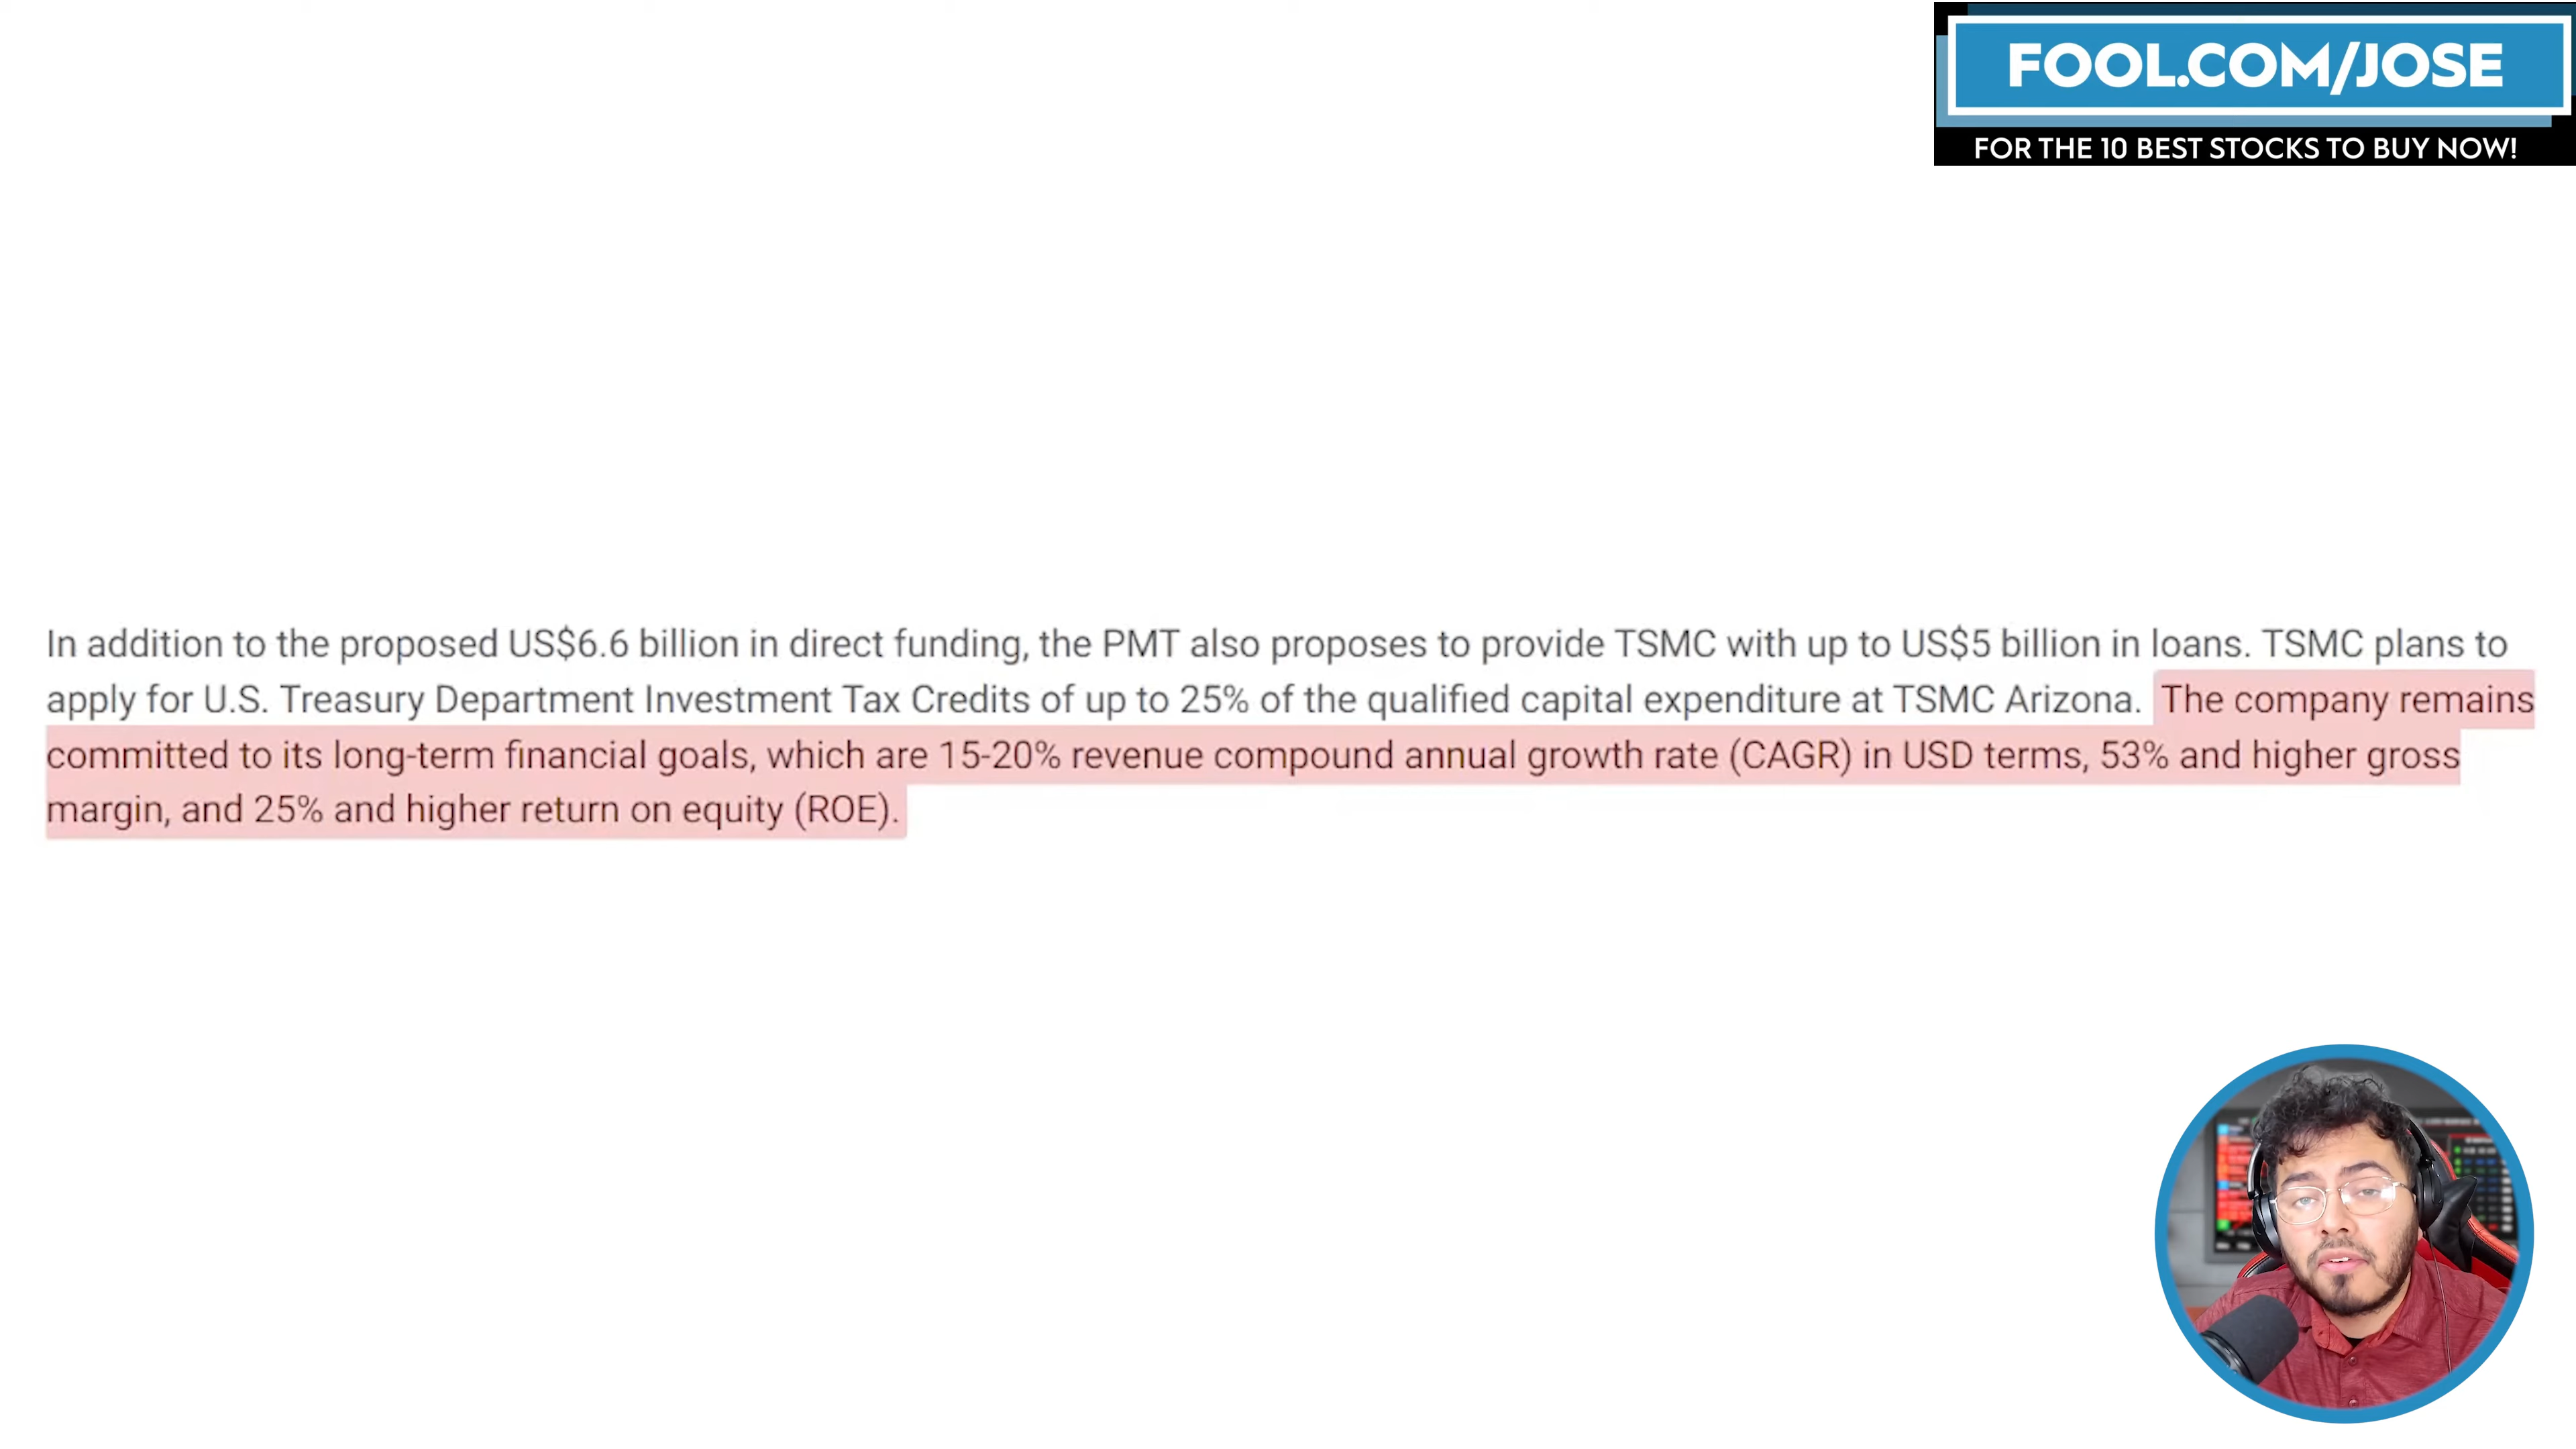 FOOL.COM/JOSE
FOR THE 10 BEST STOCKS TO BUY NOW!
In addition to the proposed US$6.6 billion in direct funding, the PMT also proposes to provide TSMC with up to US$5 billion in loans. TSMC plans to
apply for U.S. Treasury Department Investment Tax Credits of up to 25% of the qualified capital expenditure at TSMC Arizona. The company remains
committed to its long-term financial goals, which are 15-20% revenue compound annual growth rate (CAGR) in USD terms, 53% and higher gross
margin, and 25% and higher return on equity (ROE).